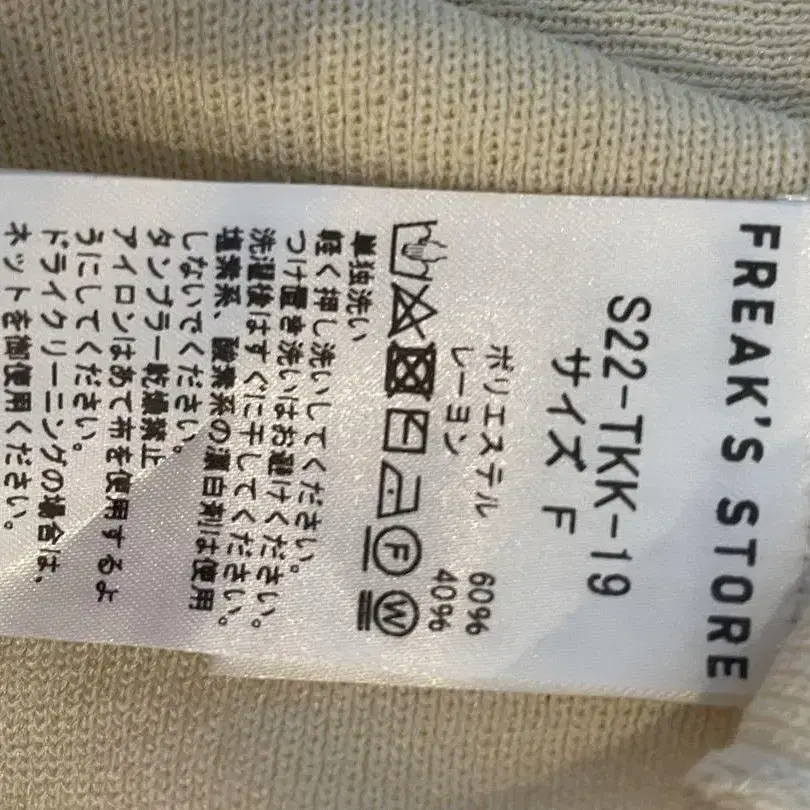 FREAK'S STORE
S22-TKK-19
サイズ F
ポリエステル 60%
レーヨン 40%
F W
単独洗い
軽く押し洗いしてください。
つけ置き洗いはお避けください。
洗濯後はすぐに干してください。
塩素系、酸素系の漂白剤は使用
しないでください。
タンブラー乾燥禁止
アイロンはあて布を使用するよ
うにしてください。
ドライクリーニングの場合は、
ネットを御使用ください。